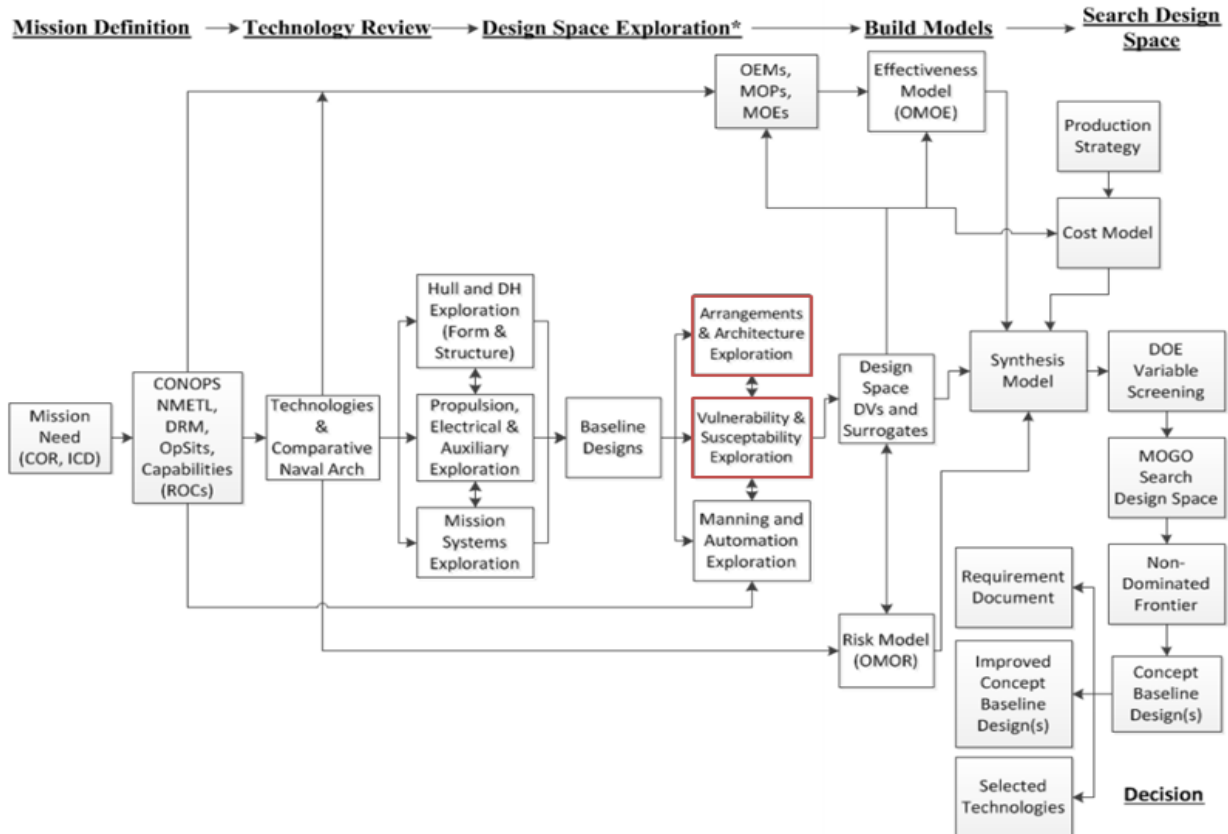 Mission Definition
Technology Review
Design Space Exploration*
Build Models
Search Design
Space
OEMs,
MOPs,
MOEs
Effectiveness
Model
(OMOE)
Production
Strategy
Cost Model
Hull and DH
Exploration
(Form &
Structure)
Arrangements
& Architecture
Exploration
Mission
Need
(COR, ICD)
CONOPS
NMETL,
DRM,
OpSits,
Capabilities
(ROCs)
Technologies
&
Comparative
Naval Arch
Propulsion,
Electrical &
Auxiliary
Exploration
Baseline
Designs
Vulnerability &
Susceptability
Exploration
Design
Space
DVs and
Surrogates
Synthesis
Model
DOE
Variable
Screening
Mission
Systems
Exploration
Manning and
Automation
Exploration
MOGO
Search
Design Space
Risk Model
(OMOR)
Requirement
Document
Non-
Dominated
Frontier
Improved
Concept
Baseline
Design(s)
Concept
Baseline
Design(s)
Selected
Technologies
Decision